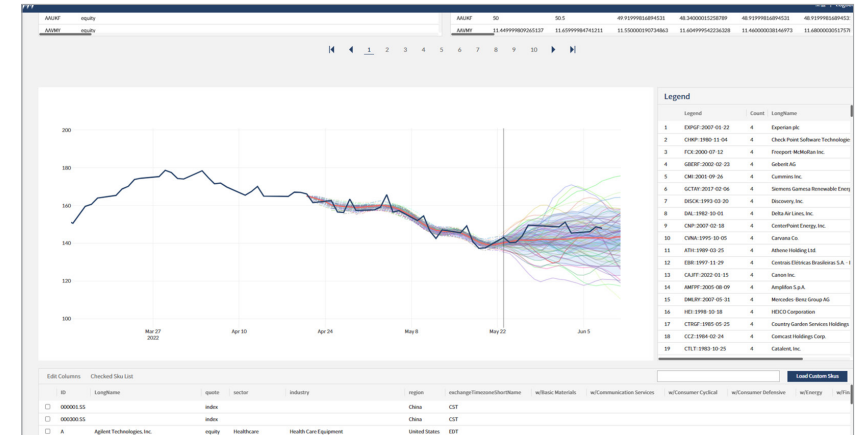 AAUKF equity
AAVMY equity
AAUKF 50 50.5 49.91999816894531 48.34000015258789 48.91999816894531 48.9199981689453
AAVMY 11.449999809265137 11.65999984741211 11.550000190734863 11.604999542236328 11.460000038146973 11.6800003051757
1 2 3 4 5 6 7 8 9 10
200
180
160
140
120
100
Mar 27 Apr 10 Apr 24 May 8 May 22 Jun 5
2022
Legend
Legend Count LongName
1 EXPGF:2007-01-22 4 Experian plc
2 CHKP:1980-11-04 4 Check Point Software Technologie
3 FCX:2000-07-12 4 Freeport-McMoRan Inc.
4 GBERF:2002-02-23 4 Geberit AG
5 CMI:2001-09-26 4 Cummins Inc.
6 GCTAY:2017-02-06 4 Siemens Gamesa Renewable Energ
7 DISCK:1993-03-20 4 Discovery, Inc.
8 DAL:1982-10-01 4 Delta Air Lines, Inc.
9 CNP:2007-02-18 4 CenterPoint Energy, Inc.
10 CVNA:1995-10-05 4 Carvana Co.
11 ATH:1989-03-25 4 Athene Holding Ltd.
12 EBR:1997-11-29 4 Centrais Elétricas Brasileiras S.A. -
13 CAJFF:2022-01-15 4 Canon Inc.
14 AMFPF:2005-08-09 4 Amplifon S.p.A.
15 DMLRY:2007-05-31 4 Mercedes-Benz Group AG
16 HEI:1998-10-18 4 HEICO Corporation
17 CTRGF:1985-05-25 4 Country Garden Services Holdings
18 CCZ:1984-02-24 4 Comcast Holdings Corp.
19 CTLT:1983-10-25 4 Catalent, Inc.
Edit Columns Checked Sku List Load Custom Skus
ID LongName quote sector industry region exchangeTimezoneShortName w/Basic Materials w/Communication Services w/Consumer Cyclical w/Consumer Defensive w/Energy w/Fin
000001.SS index China CST
000300.SS index China CST
A Agilent Technologies, Inc. equity Healthcare Health Care Equipment United States EDT